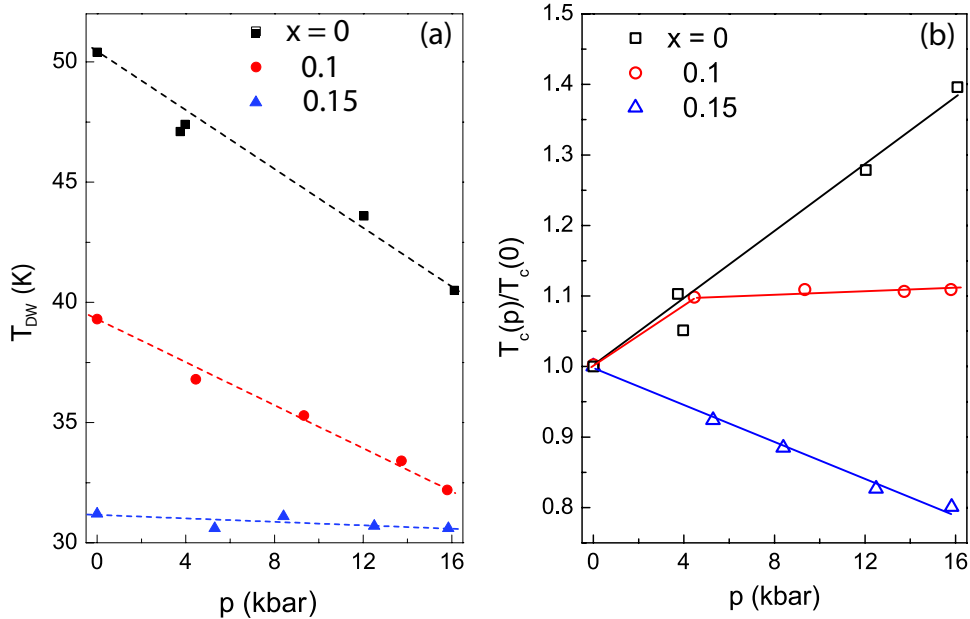 (a)
x = 0
0.1
0.15
50
45
40
35
30
T_DW (K)
0 4 8 12 16
p (kbar)
(b)
x = 0
0.1
0.15
1.5
1.4
1.3
1.2
1.1
1.0
0.9
0.8
T_c(p)/T_c(0)
0 4 8 12 16
p (kbar)